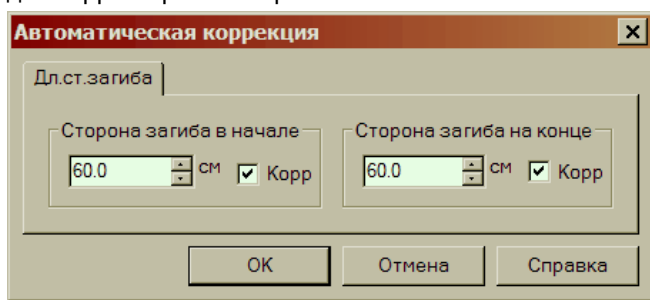 Автоматическая коррекция
Дл.ст.загиба
Сторона загиба в начале
Сторона загиба на конце
60.0 см Корр
60.0 см Корр
OK Отмена Справка